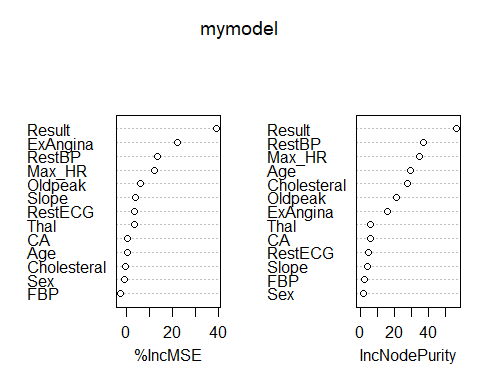 mymodel
Result
ExAngina
RestBP
Max_HR
Oldpeak
Slope
RestECG
Thal
CA
Age
Cholesteral
Sex
FBP
0 20 40
%IncMSE
Result
RestBP
Max_HR
Age
Cholesteral
Oldpeak
ExAngina
Thal
CA
RestECG
Slope
FBP
Sex
0 20 40
IncNodePurity